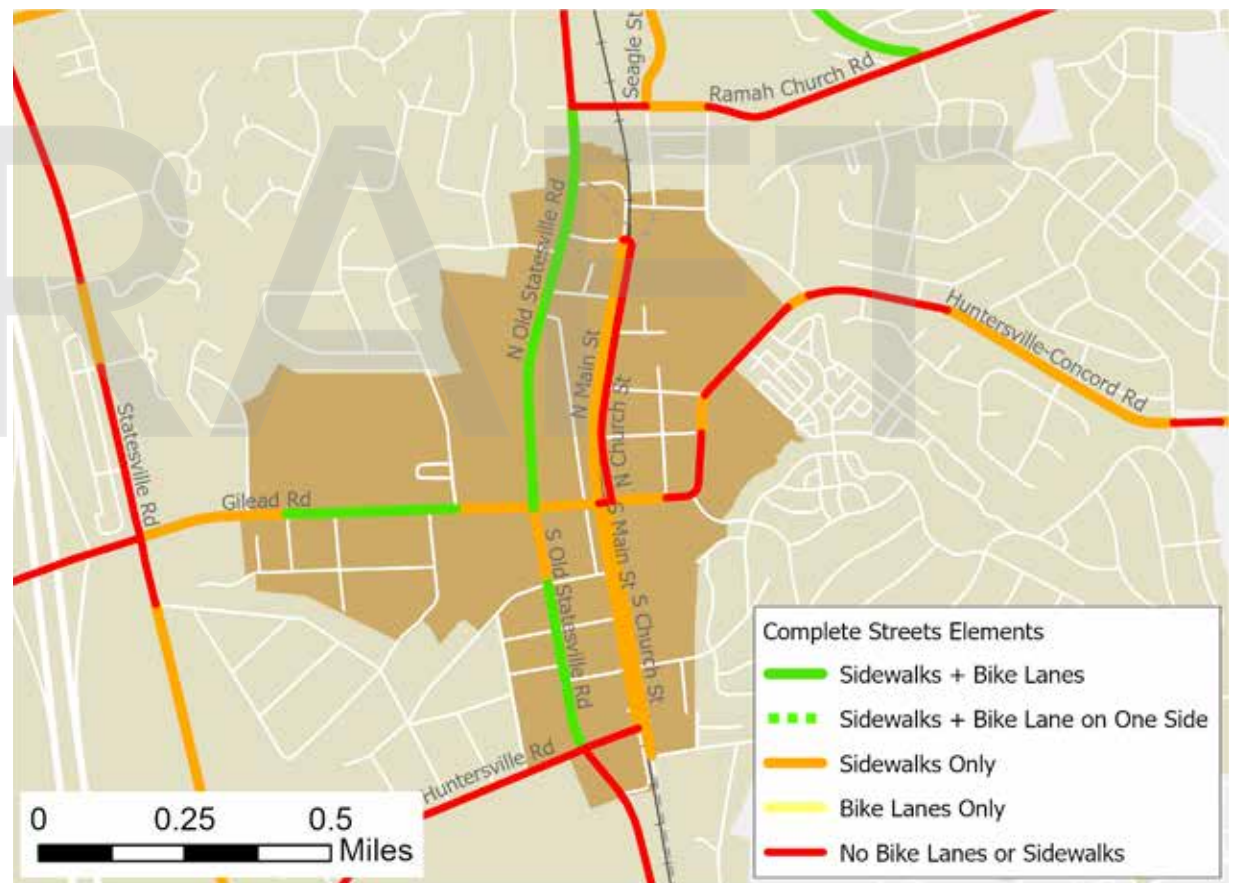 Seagle St
Ramah Church Rd
RAFT
N Old Statesville Rd
Huntersville-Concord Rd
N Main St
Statesville Rd
N Church St
Gilead Rd
S Main St
S Old Statesville Rd
S Church St
Huntersville Rd
Complete Streets Elements
Sidewalks + Bike Lanes
Sidewalks + Bike Lane on One Side
Sidewalks Only
Bike Lanes Only
No Bike Lanes or Sidewalks
0 0.25 0.5
Miles